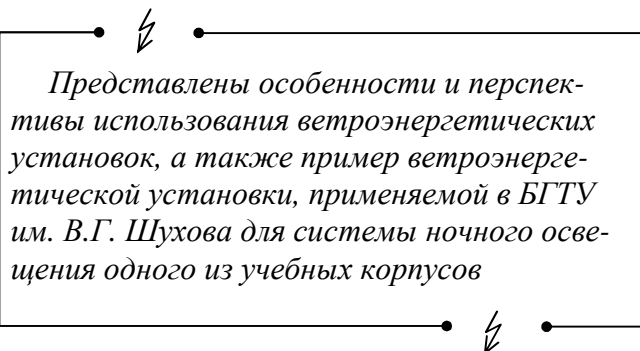 Представлены особенности и перспек-
тивы использования ветроэнергетических
установок, а также пример ветроэнерге-
тической установки, применяемой в БГТУ
им. В.Г. Шухова для системы ночного осве-
щения одного из учебных корпусов